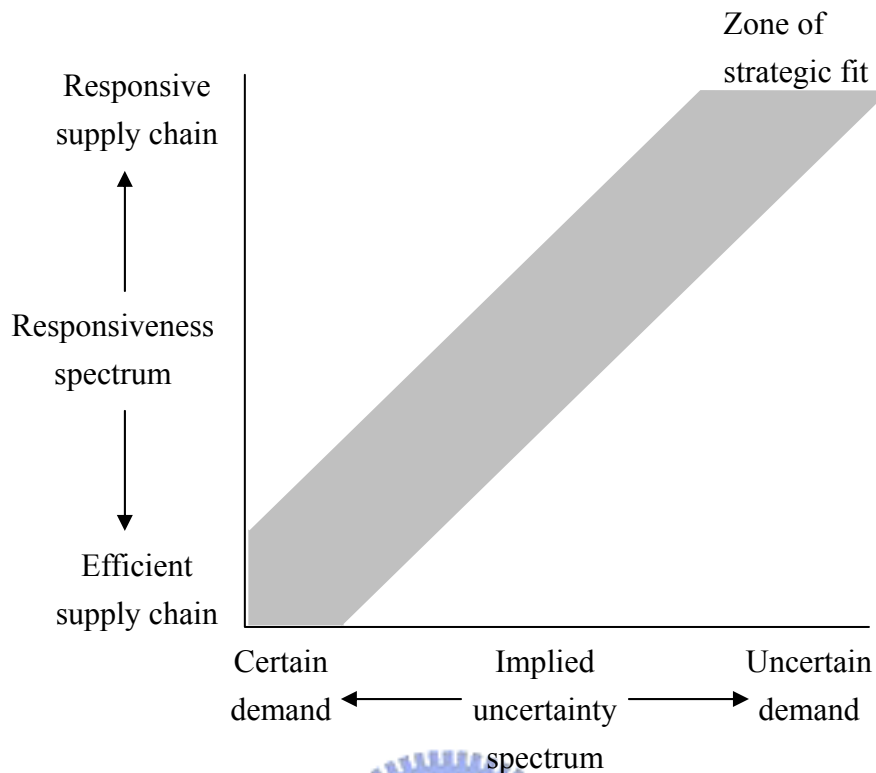 Zone of
strategic fit
Responsive
supply chain
Responsiveness
spectrum
Efficient
supply chain
Certain
demand
Implied
uncertainty
spectrum
Uncertain
demand